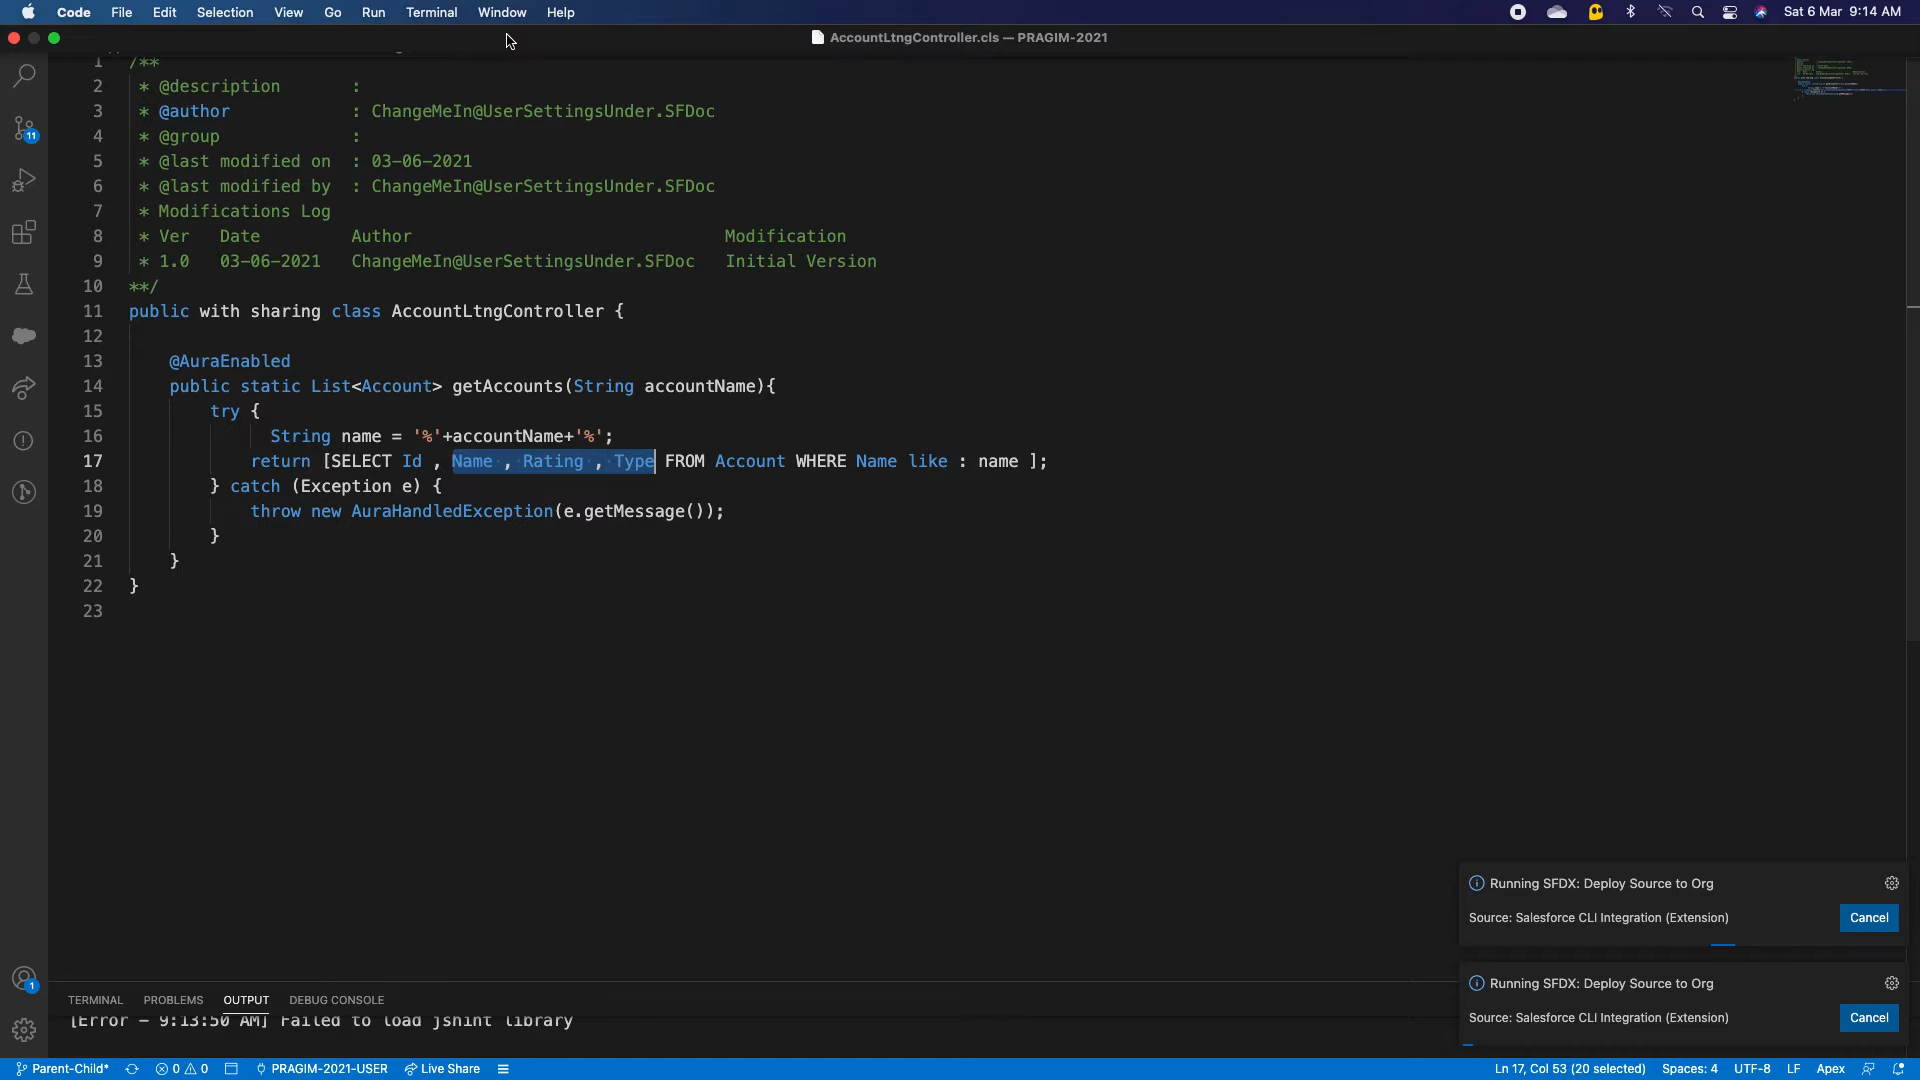 Code File Edit Selection View Go Run Terminal Window Help Sat 6 Mar 9:14 AM
AccountLtngController.cls — PRAGIM-2021
1 /**
2 * @description :
3 * @author : ChangeMeIn@UserSettingsUnder.SFDoc
4 * @group :
5 * @last modified on : 03-06-2021
6 * @last modified by : ChangeMeIn@UserSettingsUnder.SFDoc
7 * Modifications Log
8 * Ver Date Author Modification
9 * 1.0 03-06-2021 ChangeMeIn@UserSettingsUnder.SFDoc Initial Version
10 **/
11 public with sharing class AccountLtngController {
12
13 @AuraEnabled
14 public static List<Account> getAccounts(String accountName){
15 try {
16 String name = '%'+accountName+'%';
17 return [SELECT Id , Name , Rating , Type FROM Account WHERE Name like : name ];
18 } catch (Exception e) {
19 throw new AuraHandledException(e.getMessage());
20 }
21 }
22 }
23
11
Running SFDX: Deploy Source to Org
Source: Salesforce CLI Integration (Extension) Cancel
Running SFDX: Deploy Source to Org
Source: Salesforce CLI Integration (Extension) Cancel
1
TERMINAL PROBLEMS OUTPUT DEBUG CONSOLE
[Error - 9:13:50 AM] Failed to load jshint library
Parent-Child* 0 0 PRAGIM-2021-USER Live Share Ln 17, Col 53 (20 selected) Spaces: 4 UTF-8 LF Apex